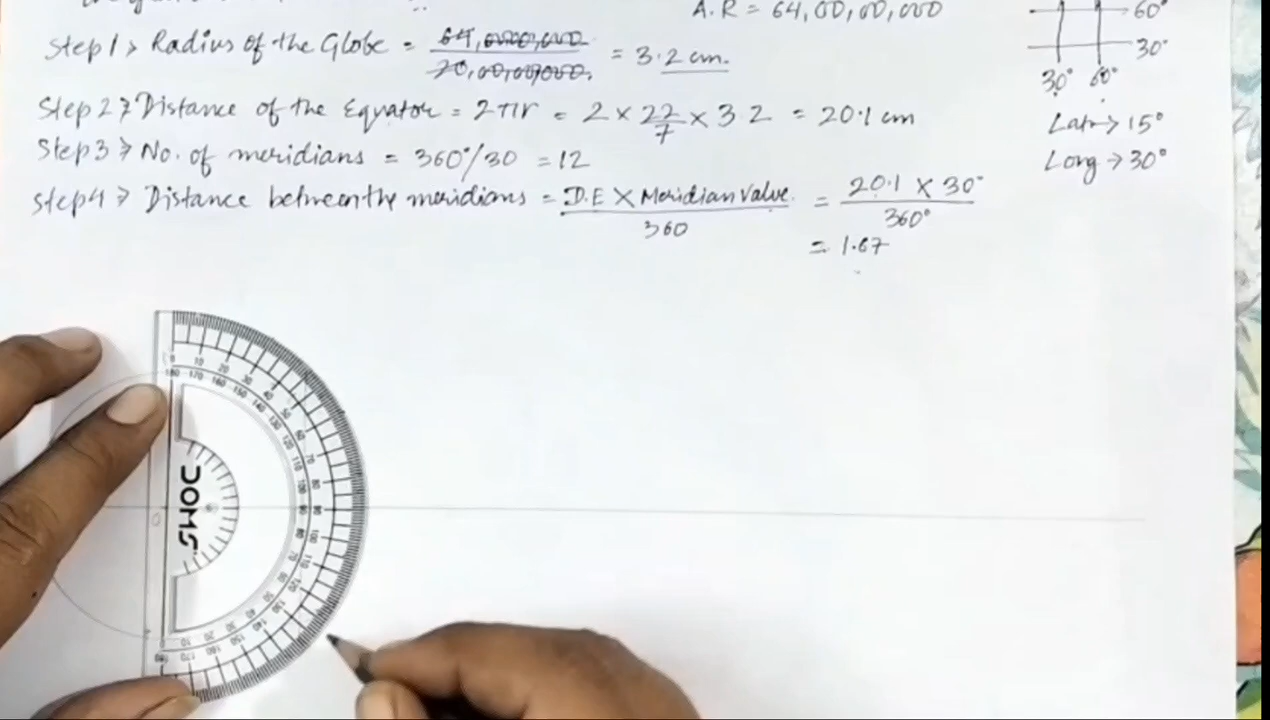 A.R = 64,00,00,000
60°
Step 1> Radius of the Globe = 64,0000,000 / 20,00,00,000. = 3.2 cm.
30°
30° 60°
Step 2> Distance of the Equator = 2πr = 2 × 22/7 × 3 2 = 20.1 cm
Lat → 15°
Step 3> No. of meridians = 360°/30 = 12
Long → 30°
Step 4> Distance between the meridians = D.E × Meridian Value / 360 = 20.1 × 30° / 360°
= 1.67
DOMS